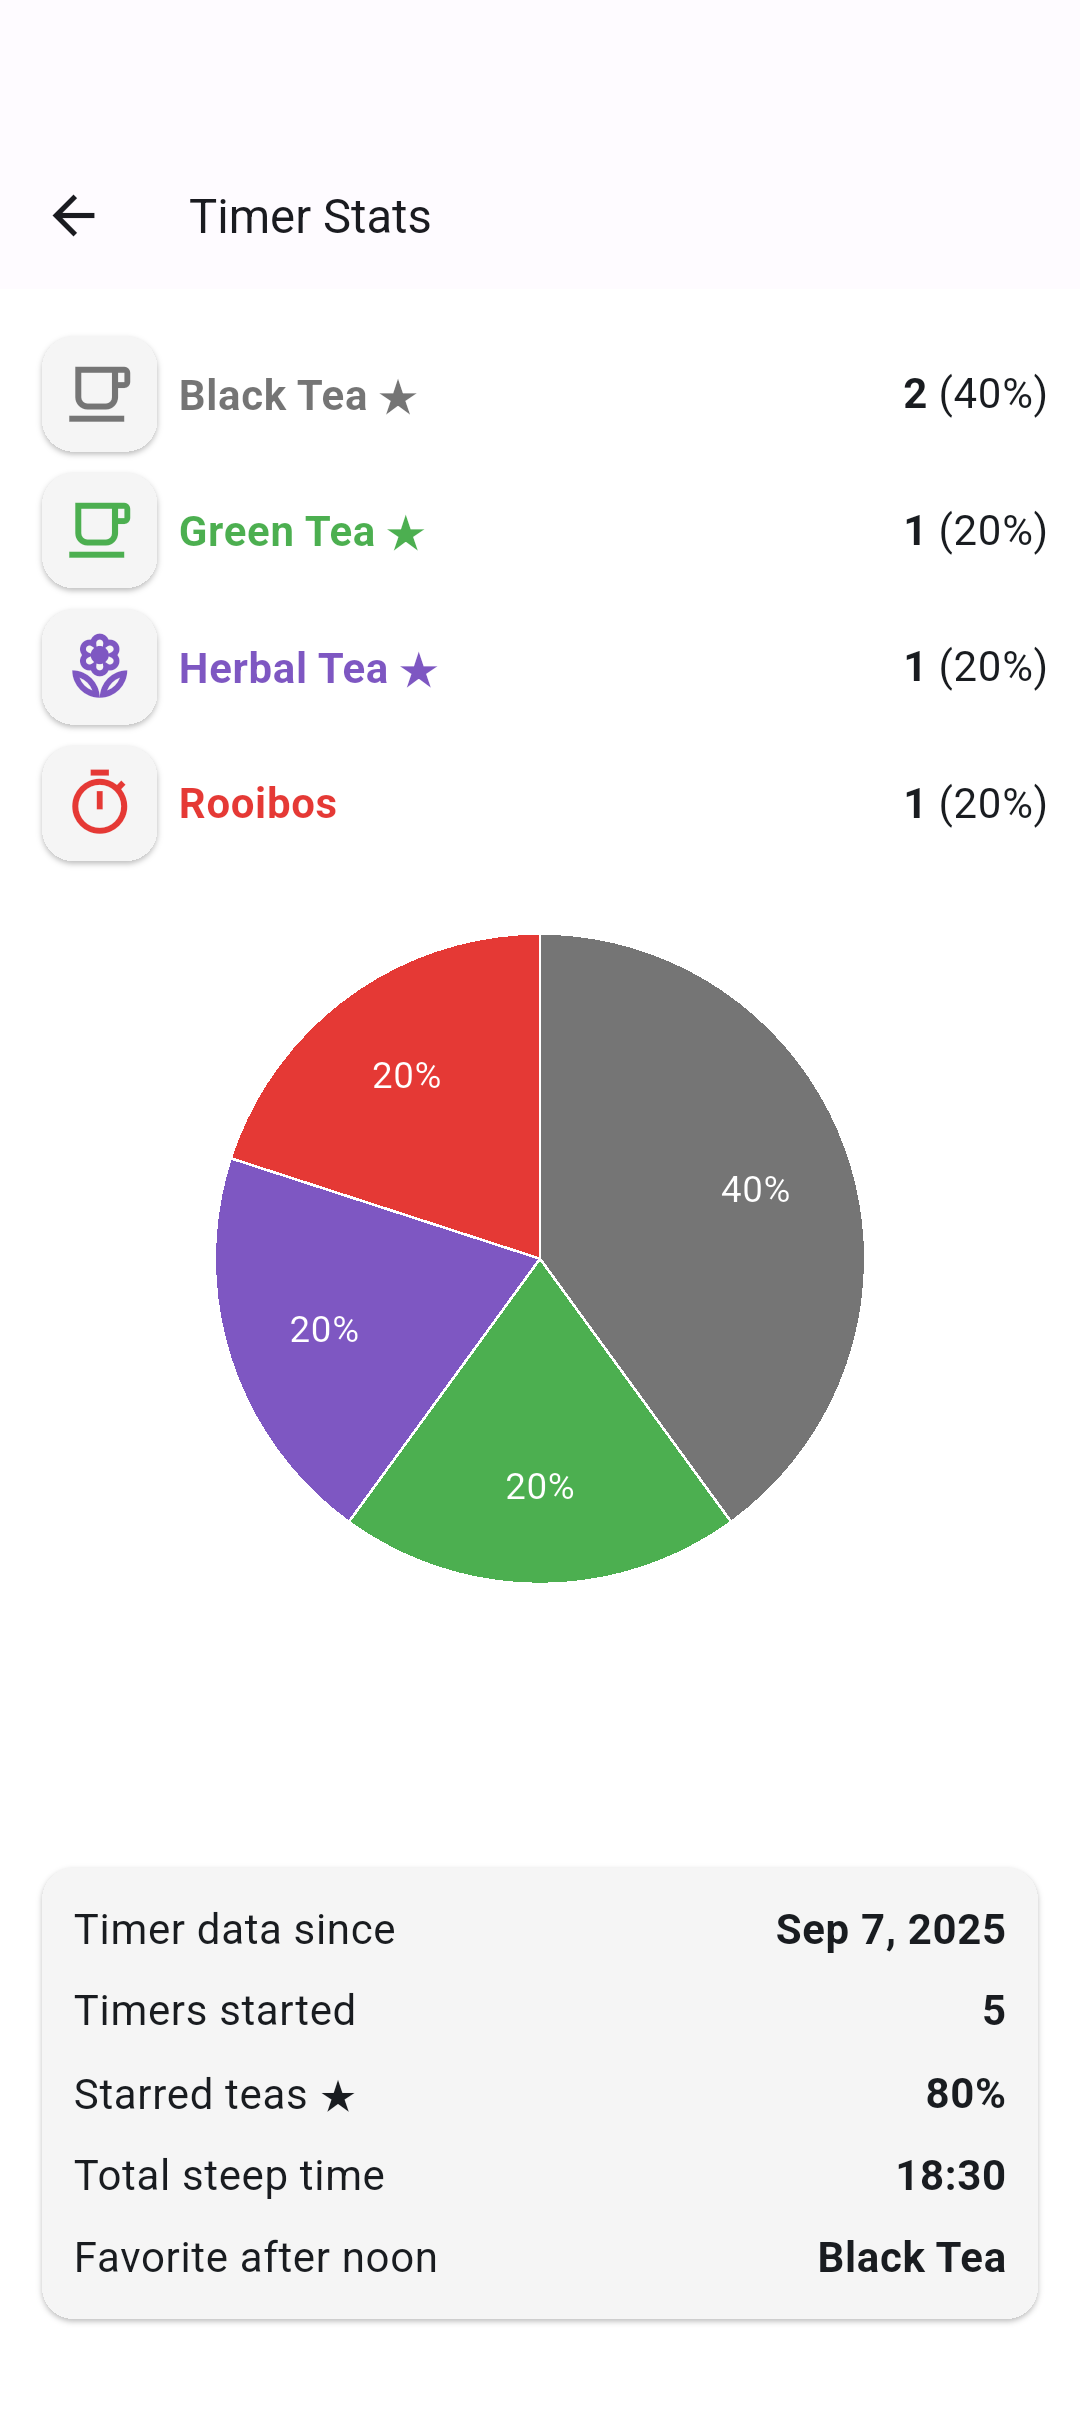 Timer Stats
Black Tea ★ 2 (40%)
Green Tea ★ 1 (20%)
Herbal Tea ★ 1 (20%)
Rooibos 1 (20%)
20%
40%
20%
20%
Timer data since Sep 7, 2025
Timers started 5
Starred teas ★ 80%
Total steep time 18:30
Favorite after noon Black Tea